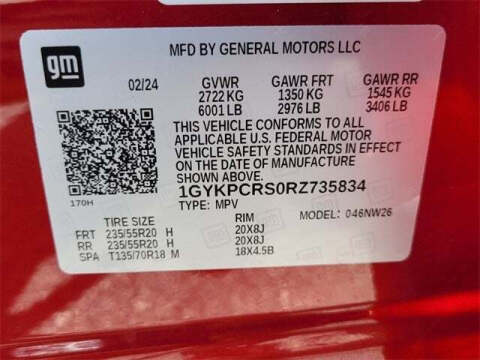 gm
MFD BY GENERAL MOTORS LLC
02/24 GVWR GAWR FRT GAWR RR
2722 KG 1350 KG 1545 KG
6001 LB 2976 LB 3406 LB
THIS VEHICLE CONFORMS TO ALL
APPLICABLE U.S. FEDERAL MOTOR
VEHICLE SAFETY STANDARDS IN EFFECT
ON THE DATE OF MANUFACTURE
SHOWN ABOVE.
1GYKPCRS0RZ735834
170H TYPE: MPV MODEL: 046NW26
TIRE SIZE RIM
FRT 235/55R20 H 20X8J
RR 235/55R20 H 20X8J
SPA T135/70R18 M 18X4.5B